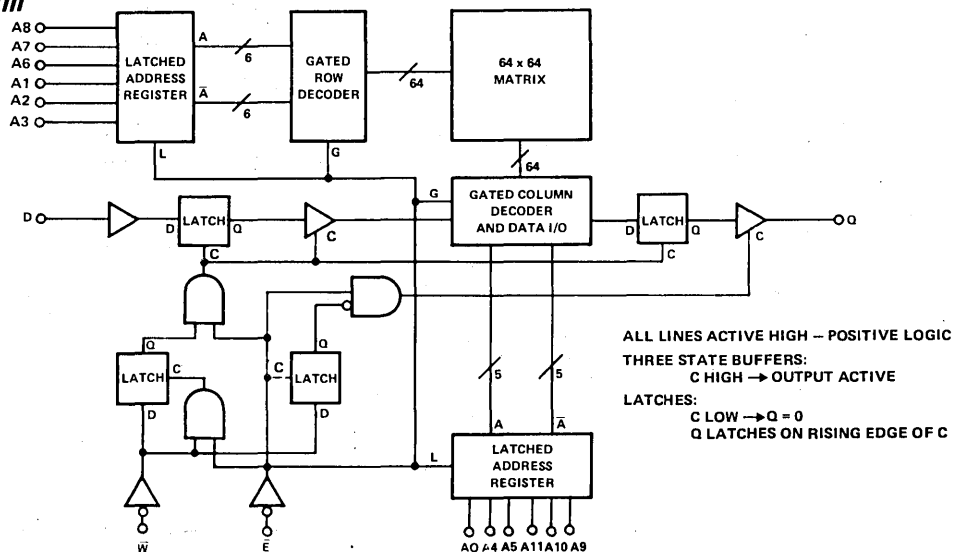 A8
A7
A6
A1
A2
A3
LATCHED
ADDRESS
REGISTER
L
A
A̅
6
6
GATED
ROW
DECODER
G
64
64 x 64
MATRIX
64
D
D
LATCH
Q
C
C
G
GATED COLUMN
DECODER
AND DATA I/O
D
LATCH
Q
C
C
Q
Q
LATCH
C
D
Q
C
LATCH
D
5
5
A
A̅
L
LATCHED
ADDRESS
REGISTER
W̅
E̅
A0 A4 A5 A11 A10 A9
ALL LINES ACTIVE HIGH – POSITIVE LOGIC
THREE STATE BUFFERS:
C HIGH → OUTPUT ACTIVE
LATCHES:
C LOW → Q = 0
Q LATCHES ON RISING EDGE OF C